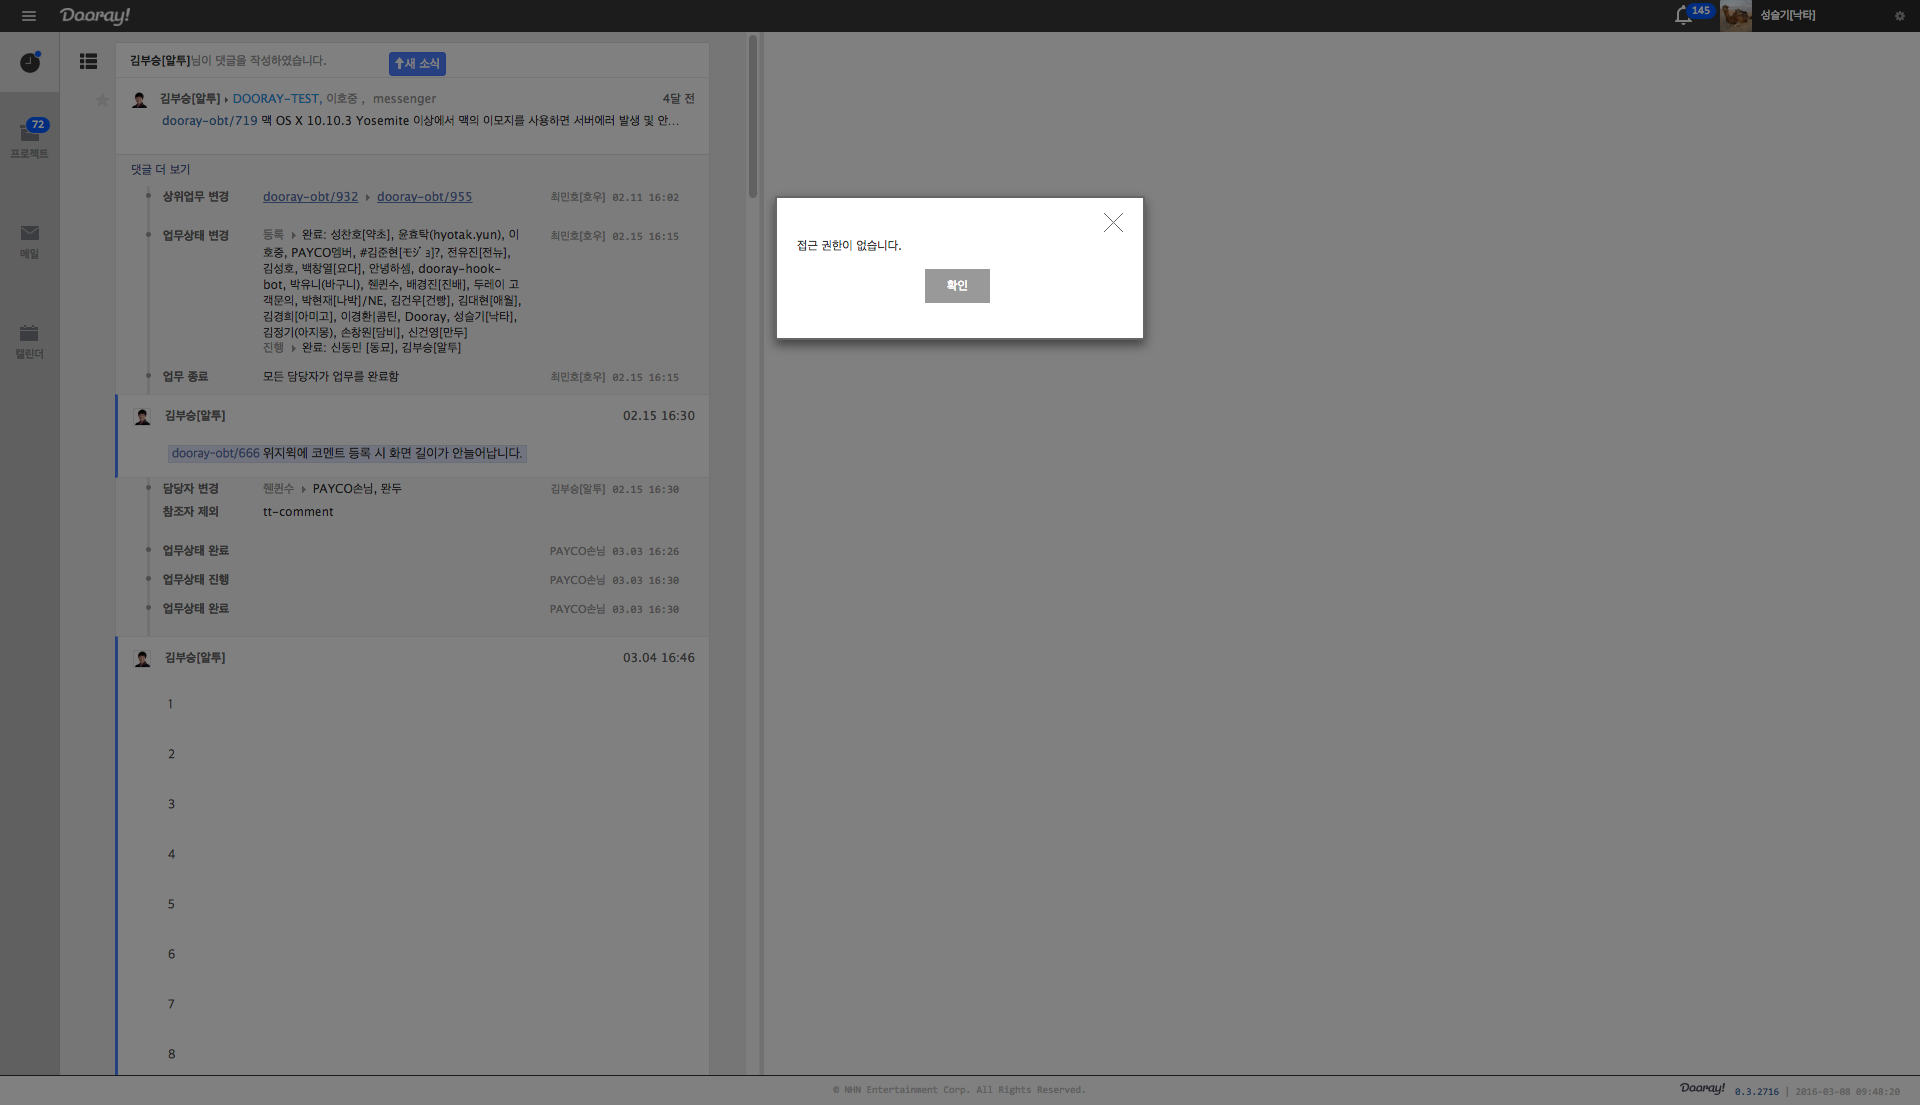 Dooray!
145
성슬기[낙타]
72
프로젝트
메일
캘린더
김부승[알투]님이 댓글을 작성하였습니다.
새 소식
김부승[알투] ▸ DOORAY-TEST, 이호중 , messenger 4달 전
dooray-obt/719 맥 OS X 10.10.3 Yosemite 이상에서 맥의 이모지를 사용하면 서버에러 발생 및 안...
댓글 더 보기
상위업무 변경 dooray-obt/932 ▸ dooray-obt/955 최민호[호우] 02.11 16:02
업무상태 변경 등록 ▸ 완료: 성찬호[약초], 윤효탁(hyotak.yun), 이 최민호[호우] 02.15 16:15
호중, PAYCO멤버, #김준현[モジョ]?, 전유진[전뉴],
김성호, 백창열[요다], 안녕하셈, dooray-hook-
bot, 박유니(바구니), 쉔퀸수, 배경진[진배], 두레이 고
객문의, 박현재[나박]/NE, 김건우[건빵], 김대현[애월],
김경희[아미고], 이경환|콤틴, Dooray, 성슬기[낙타],
김정기(아지몽), 손창원[담비], 신건영[만두]
진행 ▸ 완료: 신동민 [동묘], 김부승[알투]
업무 종료 모든 담당자가 업무를 완료함 최민호[호우] 02.15 16:15
김부승[알투] 02.15 16:30
dooray-obt/666 위지윅에 코멘트 등록 시 화면 길이가 안늘어납니다.
담당자 변경 쉔퀸수 ▸ PAYCO손님, 완두 김부승[알투] 02.15 16:30
참조자 제외 tt-comment
업무상태 완료 PAYCO손님 03.03 16:26
업무상태 진행 PAYCO손님 03.03 16:30
업무상태 완료 PAYCO손님 03.03 16:30
김부승[알투] 03.04 16:46
1
2
3
4
5
6
7
8
접근 권한이 없습니다.
확인
© NHN Entertainment Corp. All Rights Reserved.
Dooray! 0.3.2716 | 2016-03-08 09:48:20